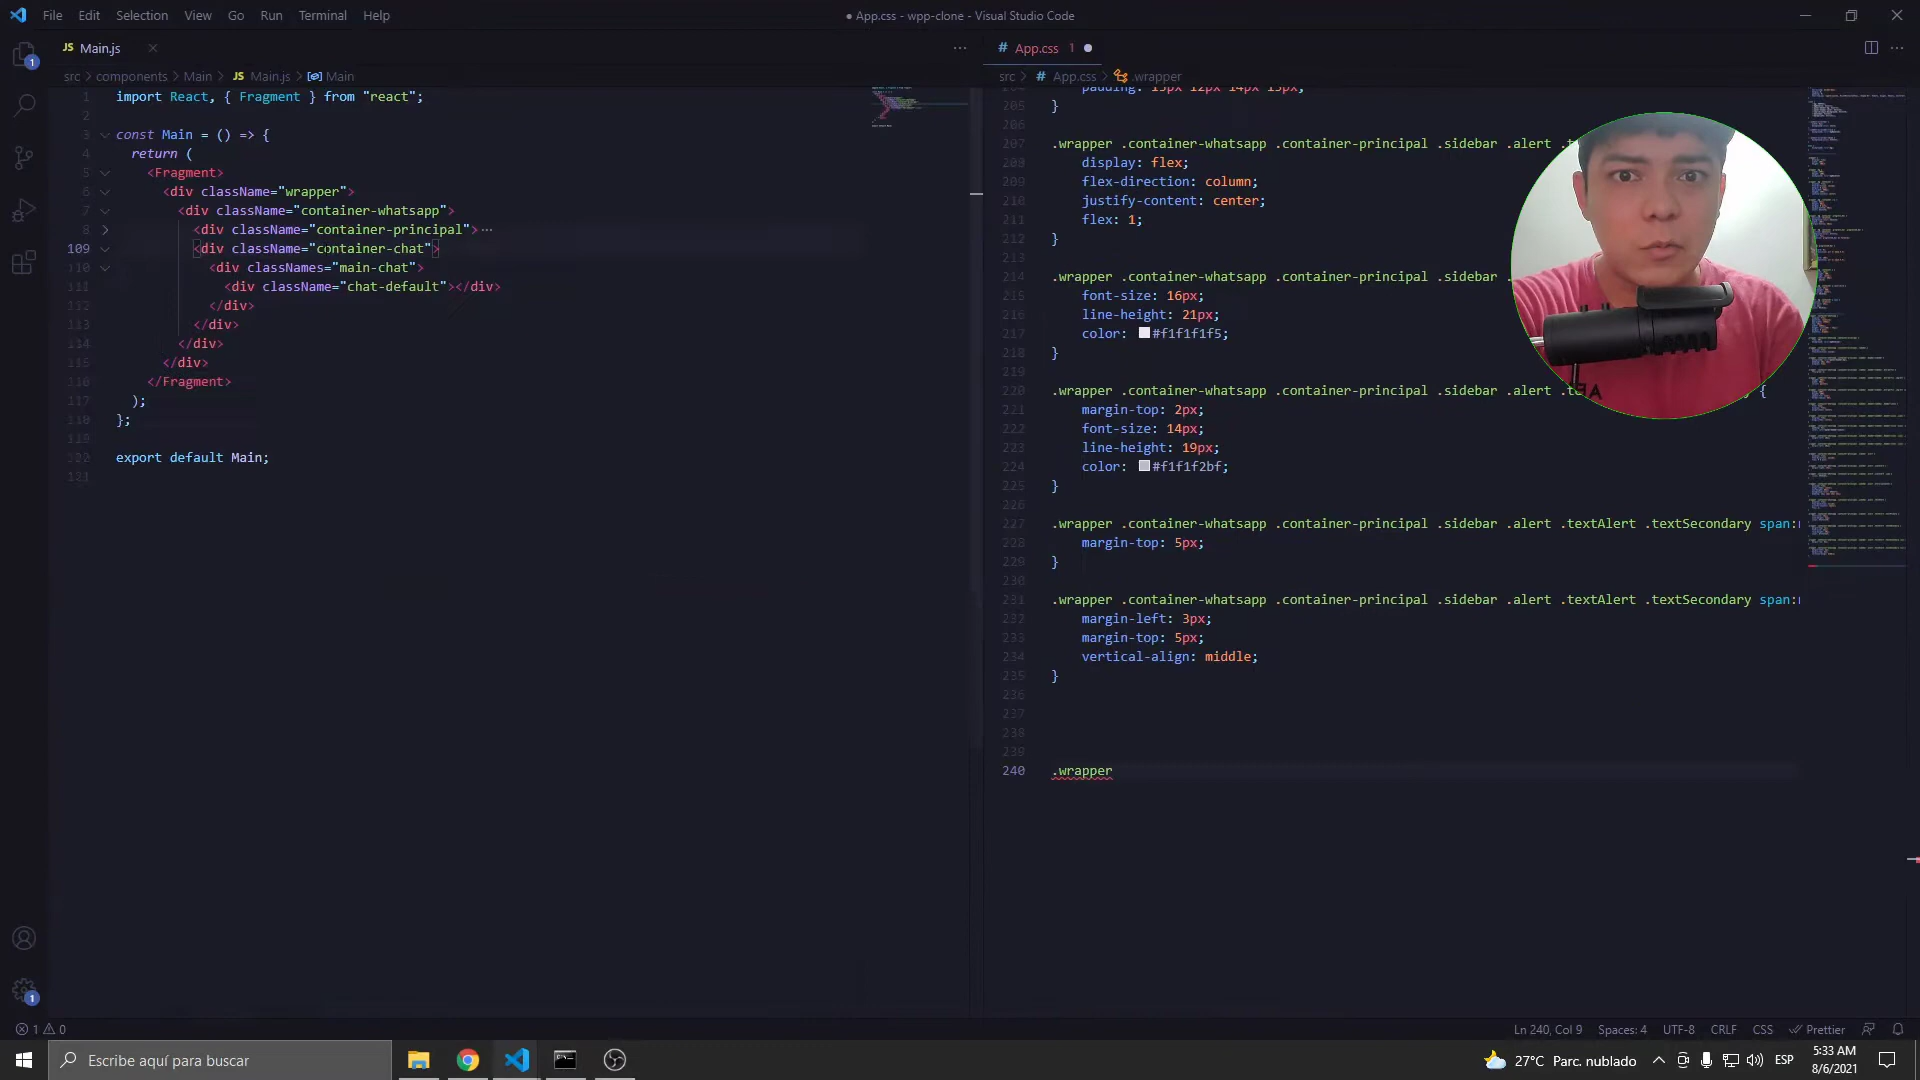 File Edit Selection View Go Run Terminal Help
● App.css - wpp-clone - Visual Studio Code
JS Main.js
src > components > Main > JS Main.js > Main
1 import React, { Fragment } from "react";
2
3 const Main = () => {
4 return (
5 <Fragment>
6 <div className="wrapper">
7 <div className="container-whatsapp">
8 <div className="container-principal"> ···
109 <div className="container-chat">
110 <div classNames="main-chat">
111 <div className="chat-default"></div>
112 </div>
113 </div>
114 </div>
115 </div>
116 </Fragment>
117 );
118 };
119
120 export default Main;
121
# App.css 1 ●
src > # App.css > .wrapper
205 }
206
207 .wrapper .container-whatsapp .container-principal .sidebar .alert
208 display: flex;
209 flex-direction: column;
210 justify-content: center;
211 flex: 1;
212 }
213
214 .wrapper .container-whatsapp .container-principal .sidebar
215 font-size: 16px;
216 line-height: 21px;
217 color: #f1f1f1f5;
218 }
219
220 .wrapper .container-whatsapp .container-principal .sidebar .alert {
221 margin-top: 2px;
222 font-size: 14px;
223 line-height: 19px;
224 color: #f1f1f2bf;
225 }
226
227 .wrapper .container-whatsapp .container-principal .sidebar .alert .textAlert .textSecondary span:
228 margin-top: 5px;
229 }
230
231 .wrapper .container-whatsapp .container-principal .sidebar .alert .textAlert .textSecondary span:
232 margin-left: 3px;
233 margin-top: 5px;
234 vertical-align: middle;
235 }
236
237
238
239
240 .wrapper
1
1
1 0
Ln 240, Col 9 Spaces: 4 UTF-8 CRLF CSS Prettier
Escribe aquí para buscar
27°C Parc. nublado ESP
5:33 AM
8/6/2021